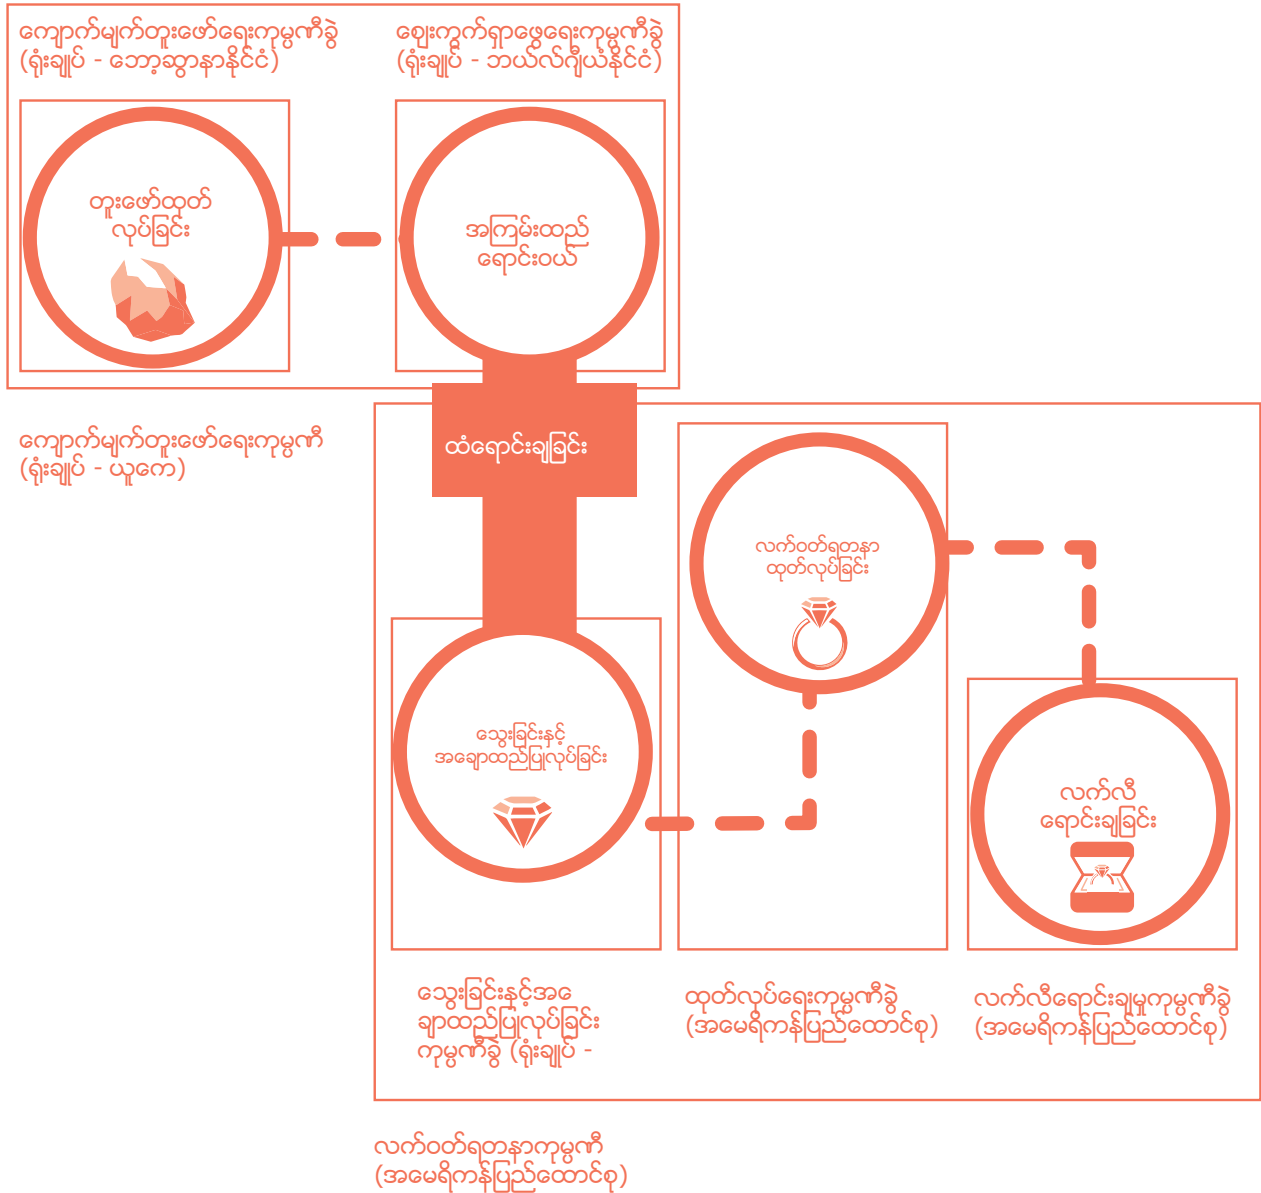 ကျောက်မျက်တူးဖော်ရေးကုမ္ပဏီခွဲ
(ရုံးချုပ် - ဘော့ဆွာနာနိုင်ငံ)
ဈေးကွက်ရှာဖွေရေးကုမ္ပဏီခွဲ
(ရုံးချုပ် - ဘယ်လ်ဂျီယံနိုင်ငံ)
တူးဖော်ထုတ်
လုပ်ခြင်း
အကြမ်းထည်
ရောင်းဝယ်
ကျောက်မျက်တူးဖော်ရေးကုမ္ပဏီ
(ရုံးချုပ် - ယူကေ)
ထံရောင်းချခြင်း
လက်ဝတ်ရတနာ
ထုတ်လုပ်ခြင်း
သွေးခြင်းနှင့်
အချောထည်ပြုလုပ်ခြင်း
လက်လီ
ရောင်းချခြင်း
သွေးခြင်းနှင့်အ‌ေ
ချာထည်ပြုလုပ်ခြင်း
ကုမ္ပဏီခွဲ (ရုံးချုပ် -
ထုတ်လုပ်ရေးကုမ္ပဏီခွဲ
(အမေရိကန်ပြည်ထောင်စု)
လက်လီရောင်းချမှုကုမ္ပဏီခွဲ
(အမေရိကန်ပြည်ထောင်စု)
လက်ဝတ်ရတနာကုမ္ပဏီ
(အမေရိကန်ပြည်ထောင်စု)